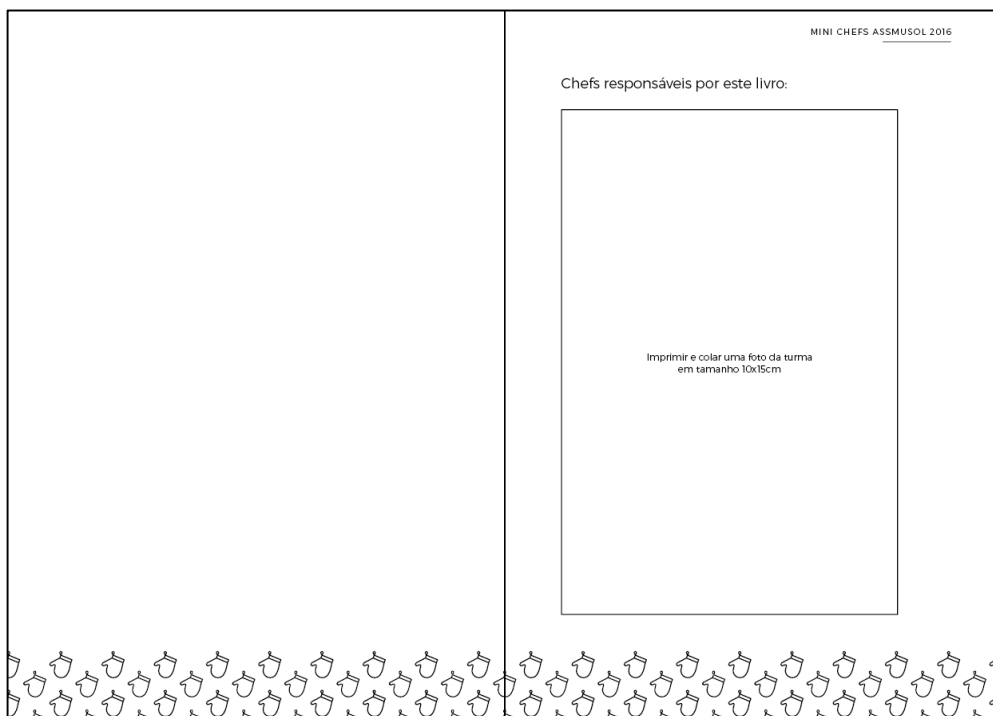 MINI CHEFS ASSMUSOL 2016
Chefs responsáveis por este livro:
Imprimir e colar uma foto da turma
em tamanho 10x15cm